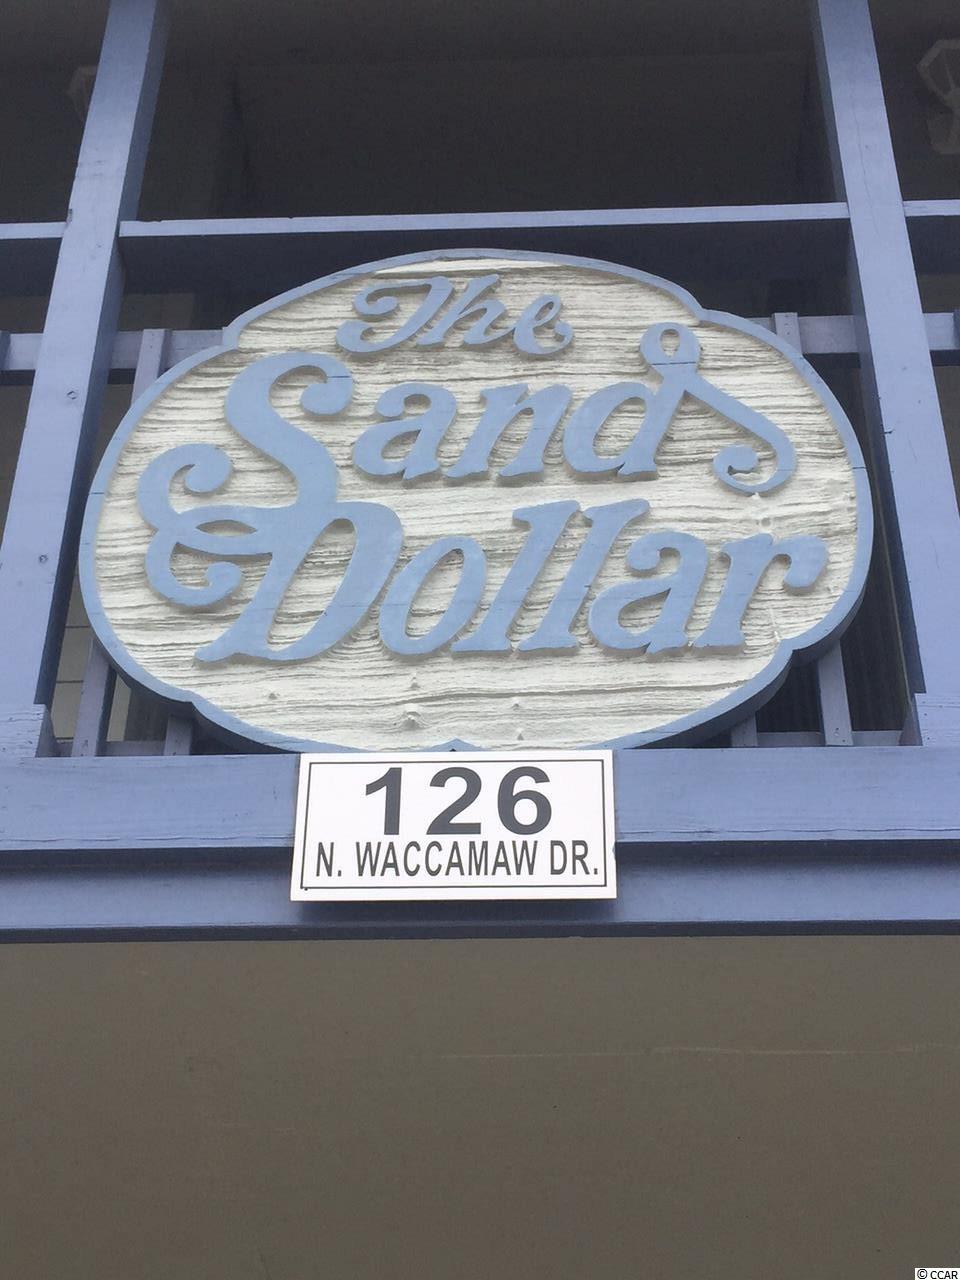 The
Sand
Dollar
126
N. WACCAMAW DR.
© CCAR